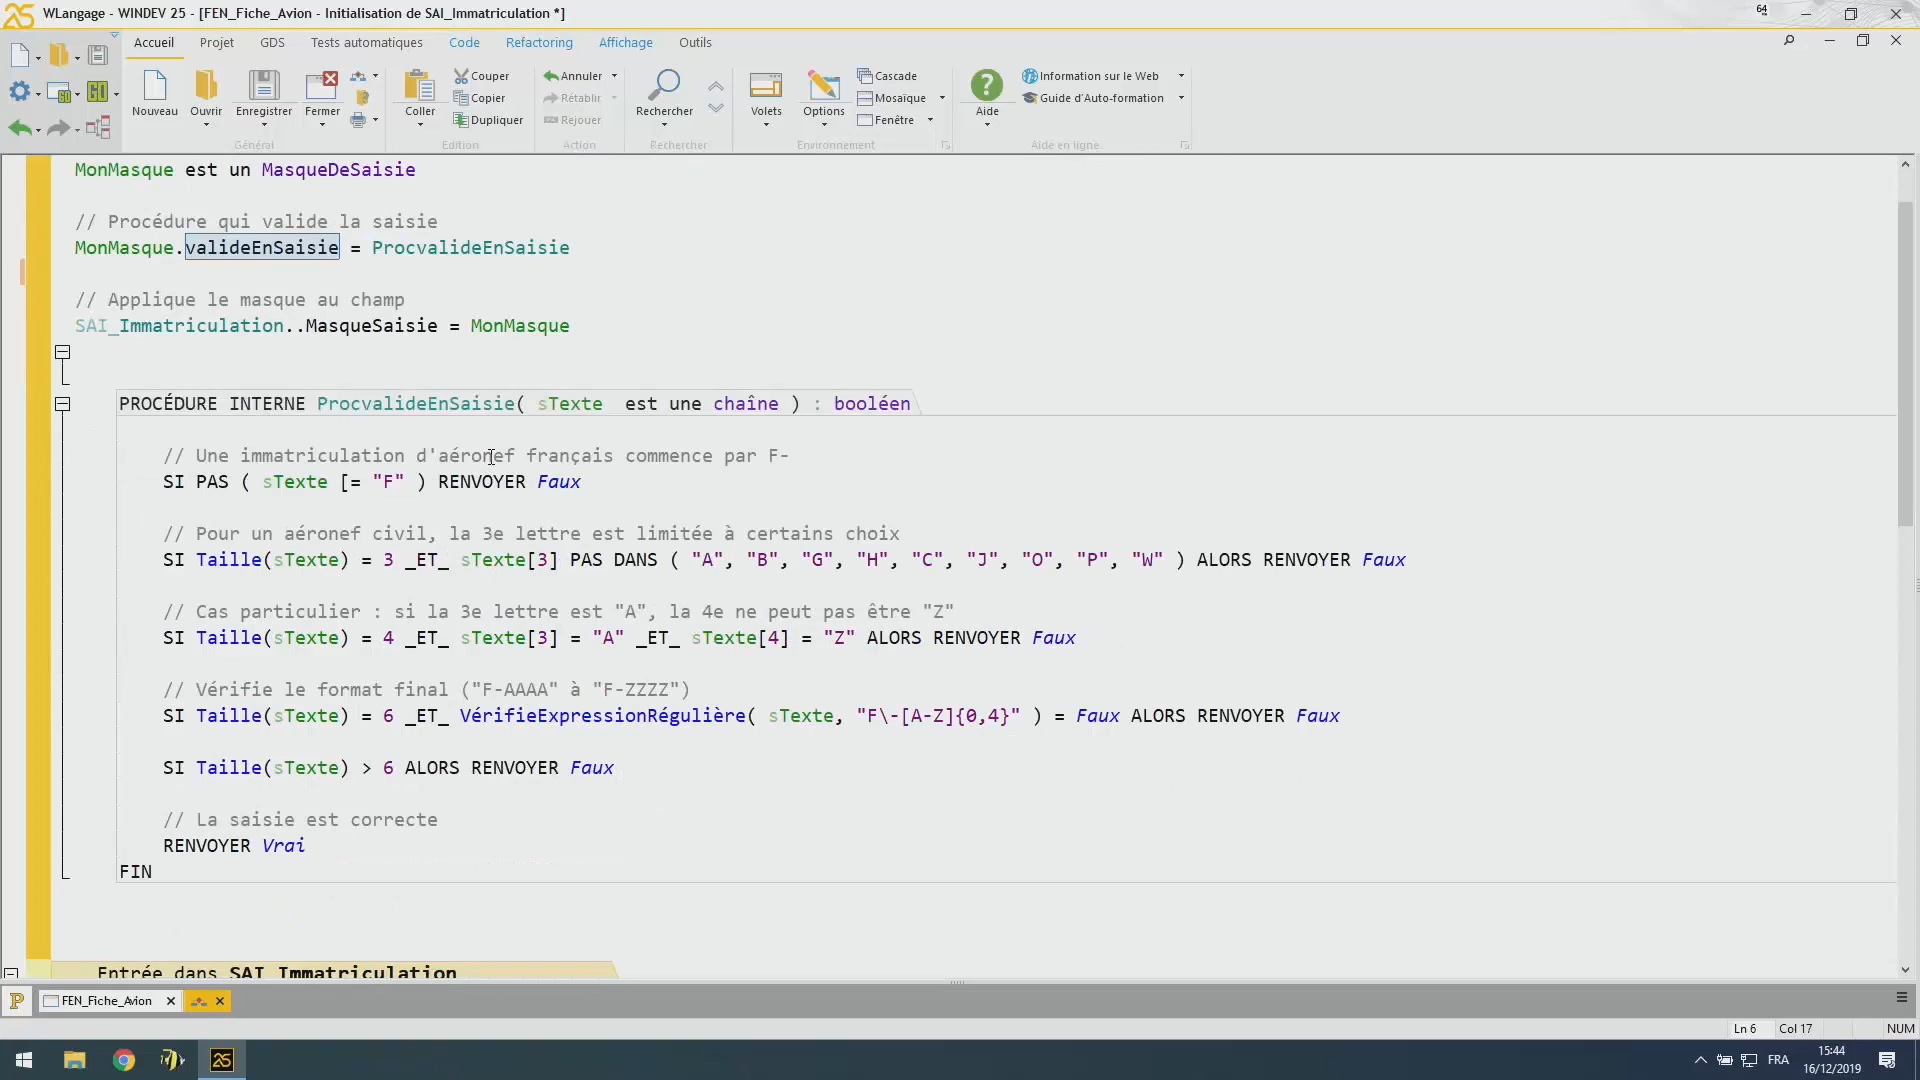 WLangage - WINDEV 25 - [FEN_Fiche_Avion - Initialisation de SAI_Immatriculation *]
64
Accueil Projet GDS Tests automatiques Code Refactoring Affichage Outils
Nouveau Ouvrir Enregistrer Fermer
Coller Couper Copier Dupliquer
Annuler Rétablir Rejouer
Rechercher
Volets Options Cascade Mosaïque Fenêtre
Aide Information sur le Web Guide d'Auto-formation
Général Edition Action Rechercher Environnement Aide en ligne
MonMasque est un MasqueDeSaisie
// Procédure qui valide la saisie
MonMasque.valideEnSaisie = ProcvalideEnSaisie
// Applique le masque au champ
SAI_Immatriculation..MasqueSaisie = MonMasque
PROCÉDURE INTERNE ProcvalideEnSaisie( sTexte est une chaîne ) : booléen
// Une immatriculation d'aéronef français commence par F-
SI PAS ( sTexte [= "F" ) RENVOYER Faux
// Pour un aéronef civil, la 3e lettre est limitée à certains choix
SI Taille(sTexte) = 3 _ET_ sTexte[3] PAS DANS ( "A", "B", "G", "H", "C", "J", "O", "P", "W" ) ALORS RENVOYER Faux
// Cas particulier : si la 3e lettre est "A", la 4e ne peut pas être "Z"
SI Taille(sTexte) = 4 _ET_ sTexte[3] = "A" _ET_ sTexte[4] = "Z" ALORS RENVOYER Faux
// Vérifie le format final ("F-AAAA" à "F-ZZZZ")
SI Taille(sTexte) = 6 _ET_ VérifieExpressionRégulière( sTexte, "F\-[A-Z]{0,4}" ) = Faux ALORS RENVOYER Faux
SI Taille(sTexte) > 6 ALORS RENVOYER Faux
// La saisie est correcte
RENVOYER Vrai
FIN
Entrée dans SAI_Immatriculation
FEN_Fiche_Avion
Ln 6 Col 17 NUM
FRA
15:44
16/12/2019